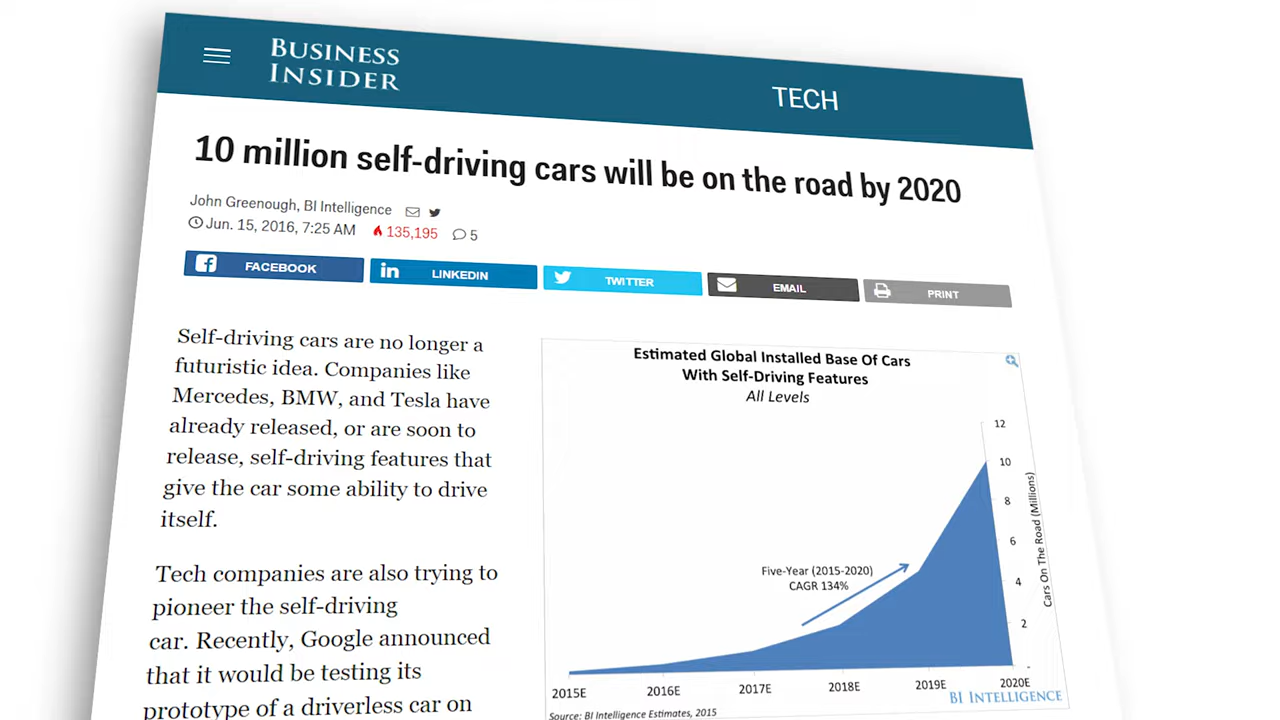 BUSINESS
INSIDER
TECH
10 million self-driving cars will be on the road by 2020
John Greenough, BI Intelligence
Jun. 15, 2016, 7:25 AM 135,195 5
FACEBOOK
LINKEDIN
TWITTER
EMAIL
PRINT
Self-driving cars are no longer a
futuristic idea. Companies like
Mercedes, BMW, and Tesla have
already released, or are soon to
release, self-driving features that
give the car some ability to drive
itself.
Tech companies are also trying to
pioneer the self-driving
car. Recently, Google announced
that it would be testing its
prototype of a driverless car on
Estimated Global Installed Base Of Cars
With Self-Driving Features
All Levels
12
10
8
6
4
2
-
Cars On The Road (Millions)
Five-Year (2015-2020)
CAGR 134%
2015E 2016E 2017E 2018E 2019E 2020E
BI INTELLIGENCE
Source: BI Intelligence Estimates, 2015